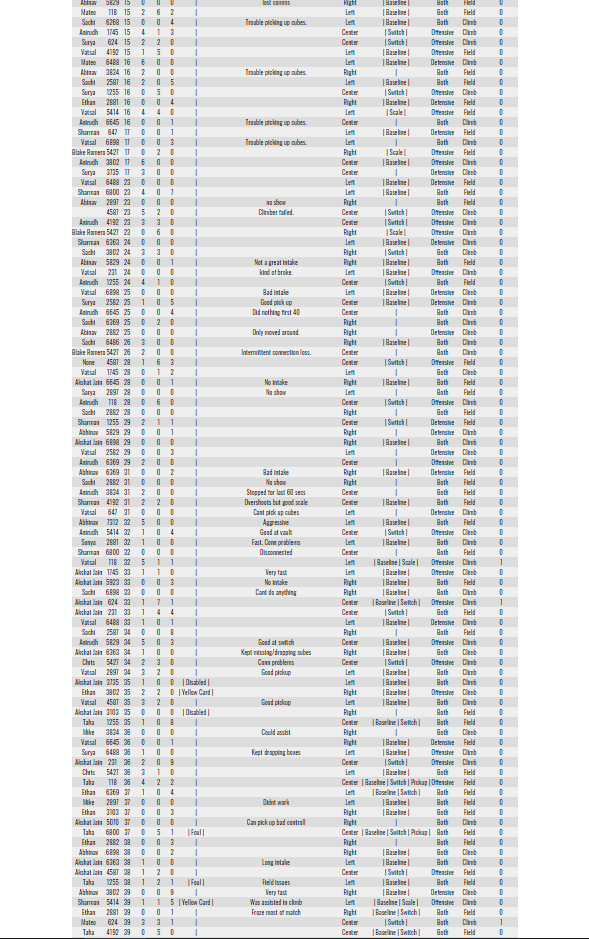 Abinav 5829 15 0 0 0 | lost comms Right | Baseline | Both Field 0
Mateo 118 15 2 6 2 | Left | Baseline | Both Climb 0
Sachi 6268 15 0 0 4 | Trouble picking up cubes. Left | Baseline | Both Field 0
Anirudh 1745 15 4 1 3 | Center | Switch | Offensive Climb 0
Surya 624 15 2 2 0 | Center | Switch | Offensive Climb 0
Vatsal 4192 15 1 5 0 | Left | Baseline | Offensive Climb 0
Mateo 6488 16 6 0 0 | Left | Baseline | Defensive Climb 0
Abinav 3834 16 2 0 0 | Trouble picking up cubes. Right | Both Field 0
Sachi 2587 16 2 0 5 | Left | Baseline | Both Climb 0
Surya 1255 16 0 5 0 | Center | Switch | Offensive Climb 0
Ethan 2881 16 0 0 4 | Right | Baseline | Offensive Field 0
Vatsal 5414 16 4 4 0 | Left | Scale | Offensive Climb 0
Anirudh 6645 16 0 0 1 | Trouble picking up cubes. Center | Both Climb 0
Sharman 647 17 0 0 1 | Left | Baseline | Defensive Field 0
Vatsal 6898 17 0 0 3 | Trouble picking up cubes. Left | Baseline | Both Field 0
Blake Romero 5427 17 0 2 0 | Right | Scale | Offensive Field 0
Anirudh 3802 17 6 0 0 | Center | Baseline | Offensive Climb 0
Surya 3735 17 3 0 0 | Center | Defensive Climb 0
Vatsal 6488 23 0 0 0 | Left | Baseline | Defensive Field 0
Sharman 6800 23 4 0 7 | Left | Baseline | Both Climb 0
Abinav 2897 23 0 0 0 | no show Right | Both Field 0
4587 23 5 2 0 | Climber failed. Center | Switch | Offensive Climb 0
Anirudh 4192 23 3 3 0 | Center | Switch | Offensive Climb 0
Blake Romero 5427 23 0 6 0 | Right | Scale | Offensive Field 0
Sharman 6363 24 0 0 0 | Left | Baseline | Defensive Climb 0
Sachi 3802 24 3 3 0 | Right | Switch | Both Climb 0
Abinav 5829 24 0 0 1 | Not a great intake Right | Baseline | Both Field 0
Vatsal 231 24 0 0 0 | kind of broke. Left | Baseline | Both Field 0
Anirudh 1255 24 4 1 0 | Center | Switch | Offensive Climb 0
Vatsal 6898 25 0 0 0 | Bad intake Left | Baseline | Both Climb 0
Surya 2582 25 1 0 5 | Good pick up Center | Baseline | Defensive Climb 0
Anirudh 6645 25 0 0 4 | Did nothing first 40 Center | Both Climb 0
Sachi 6369 25 0 2 0 | Right | Both Climb 0
Abinav 2882 25 0 0 0 | Only moved around. Right | Defensive Climb 0
Sachi 6486 26 3 0 0 | Right | Baseline | Both Climb 0
Blake Romero 5427 26 2 0 0 | Intermittent connection loss. Center | Both Climb 0
None 4587 28 1 6 3 | Center | Switch | Offensive Field 0
Vatsal 1745 28 0 1 2 | Left | Both Climb 0
Akshat Jain 6645 28 0 0 1 | No intake Right | Baseline | Both Field 0
Surya 2897 28 0 0 0 | No show Left | Both Field 0
Anirudh 118 28 0 6 0 | Center | Switch | Offensive Climb 0
Sachi 2882 28 0 0 0 | Right | Both Field 0
Sharman 1255 29 2 1 1 | Center | Switch | Defensive Field 0
Abhinav 5829 29 0 0 1 | Right | Defensive Climb 0
Akshat Jain 6898 29 0 0 0 | Right | Baseline | Both Climb 0
Vatsal 2582 29 0 0 3 | Left | Defensive Climb 0
Anirudh 6369 29 2 0 0 | Center | Offensive Climb 0
Abhinav 6369 31 0 0 2 | Bad intake Right | Baseline | Defensive Climb 0
Sachi 2882 31 0 0 0 | No show Right | Both Field 0
Anirudh 3834 31 2 0 0 | Stopped for last 60 secs Center | Both Climb 0
Sharman 4192 31 2 2 0 | Overshoots but good scale Center | Baseline | Both Climb 0
Vatsal 647 31 0 0 0 | Cant pick up cubes Left | Defensive Climb 0
Abhinav 7312 32 5 0 0 | Aggressive Left | Baseline | Both Climb 0
Anirudh 5414 32 1 0 4 | Good at vault Center | Baseline | Offensive Climb 0
Sonya 2881 32 1 0 0 | Fast, Conn problems Left | Baseline | Both Climb 0
Sharman 6800 32 0 0 0 | Disconnected Center | Both Field 0
Vatsal 118 32 5 1 1 | Left | Baseline | Scale | Offensive Climb 1
Akshat Jain 1745 33 1 1 0 | Very fast Left | Baseline | Offensive Climb 0
Akshat Jain 5923 33 0 0 3 | No intake Right | Baseline | Both Field 0
Sachi 6898 33 0 0 0 | Cant do anything Right | Baseline | Both Climb 0
Akshat Jain 624 33 1 7 1 | Center | Baseline | Switch | Offensive Climb 1
Akshat Jain 231 33 1 4 4 | Center | Switch | Both Field 0
Vatsal 6488 33 1 0 1 | Left | Baseline | Defensive Climb 0
Sachi 2587 34 0 0 8 | Right | Both Field 0
Anirudh 5829 34 5 0 3 | Good at switch Center | Baseline | Offensive Climb 0
Akshat Jain 6363 34 1 0 0 | Kept missing/dropping cubes Right | Baseline | Both Climb 0
Chris 5427 34 2 3 0 | Conn problems Center | Switch | Offensive Climb 0
Vatsal 2897 34 3 2 0 | Good pickup Left | Baseline | Both Climb 0
Akshat Jain 3735 35 1 0 0 | Disabled | Left | Baseline | Both Climb 0
Ethan 3802 35 2 2 0 | Yellow Card | Right | Baseline | Offensive Climb 0
Vatsal 4587 35 3 2 0 | Good pickup Left | Baseline | Both Climb 0
Akshat Jain 3103 35 0 0 0 | Disabled | Right | Both Field 0
Taha 1255 35 1 0 8 | Center | Baseline | Switch | Both Field 0
Mike 3834 36 0 0 0 | Could assist Right | Both Climb 0
Vatsal 6645 36 0 0 1 | Right | Baseline | Defensive Field 0
Surya 6488 36 1 0 0 | Kept dropping boxes Left | Baseline | Offensive Climb 0
Akshat Jain 231 36 2 0 9 | Center | Switch | Offensive Climb 0
Chris 5427 36 3 1 0 | Left | Baseline | Both Field 0
Taha 118 36 4 2 2 | Center | Baseline | Switch | Pickup | Offensive Field 0
Ethan 6369 37 1 0 4 | Left | Baseline | Switch | Both Climb 0
Mike 2897 37 0 0 0 | Didnt work Left | Baseline | Both Field 0
Ethan 3103 37 0 0 3 | Right | Baseline | Both Field 0
Akshat Jain 5070 37 0 0 0 | Can pick up bad controll Right | Both Climb 0
Taha 6800 37 0 5 1 | Foul | Center | Baseline | Switch | Pickup | Both Field 0
Ethan 2882 38 0 0 3 | Right | Both Climb 0
Abhinav 6898 38 0 0 2 | Right | Baseline | Both Climb 0
Akshat Jain 6363 38 1 0 0 | Long intake Left | Baseline | Both Climb 0
Akshat Jain 4587 38 1 2 0 | Center | Switch | Offensive Climb 0
Taha 1255 38 1 2 1 | Foul | Field issues Left | Baseline | Both Field 0
Abhinav 3802 39 0 0 9 | Very fast Right | Baseline | Defensive Climb 0
Sharman 5414 39 1 1 5 | Yellow Card | Was assisted in climb Left | Baseline | Scale | Offensive Climb 0
Ethan 2881 39 0 0 1 | Froze most of match Right | Baseline | Switch | Both Field 0
Mateo 624 39 3 3 1 | Center | Switch | Both Climb 1
Taha 4192 39 0 5 0 | Center | Baseline | Switch | Both Field 0